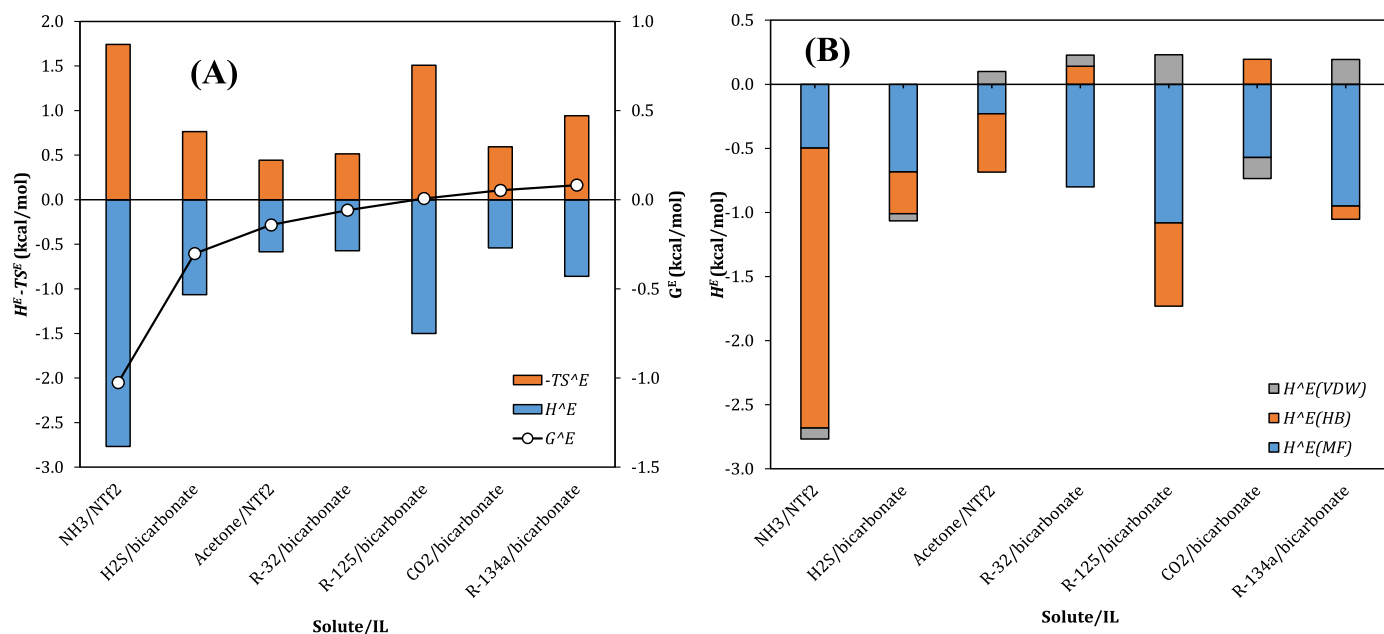 (A)
2.0
1.5
1.0
0.5
0.0
-0.5
-1.0
-1.5
-2.0
-2.5
-3.0
H^E -TS^E (kcal/mol)
1.0
0.5
0.0
-0.5
-1.0
-1.5
G^E (kcal/mol)
-TS^E
H^E
G^E
NH3/NTf2
H2S/bicarbonate
Acetone/NTf2
R-32/bicarbonate
R-125/bicarbonate
CO2/bicarbonate
R-134a/bicarbonate
Solute/IL
(B)
0.5
0.0
-0.5
-1.0
-1.5
-2.0
-2.5
-3.0
H^E (kcal/mol)
H^E(VDW)
H^E(HB)
H^E(MF)
NH3/NTf2
H2S/bicarbonate
Acetone/NTf2
R-32/bicarbonate
R-125/bicarbonate
CO2/bicarbonate
R-134a/bicarbonate
Solute/IL